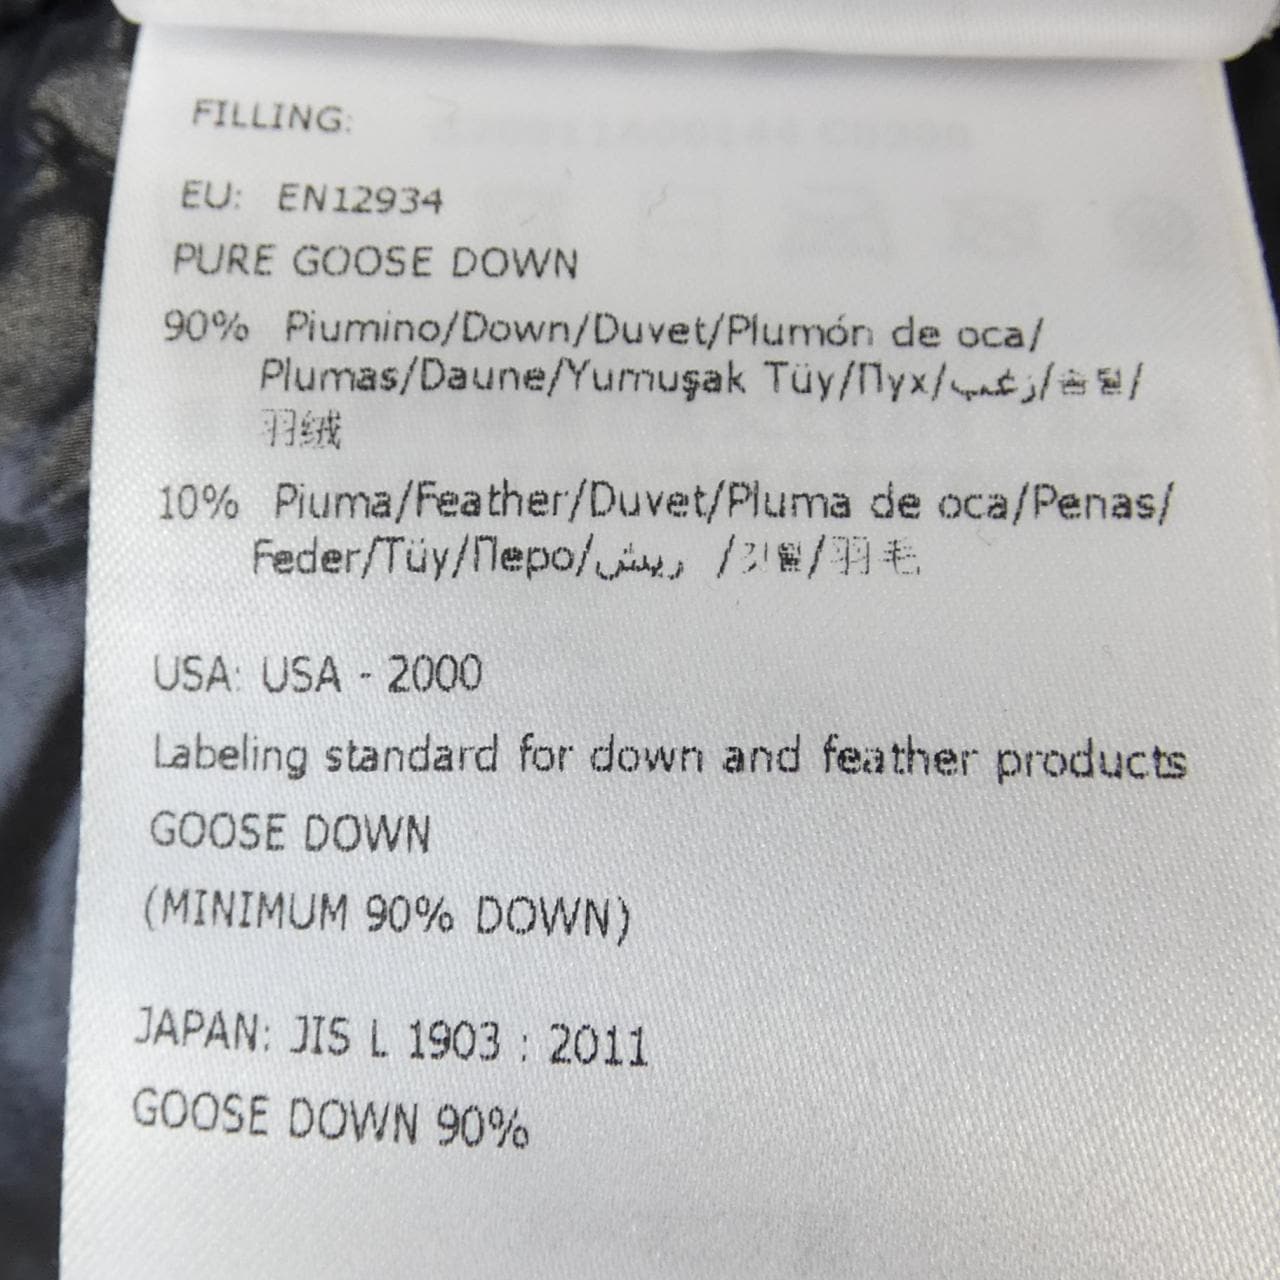 FILLING:
EU: EN12934
PURE GOOSE DOWN
90% Piumino/Down/Duvet/Plumón de oca/
Plumas/Daune/Yumuşak Tüy/Пух/زغب/솜털/
羽绒
10% Piuma/Feather/Duvet/Pluma de oca/Penas/
Feder/Tüy/Перо/ريش /깃털/羽毛
USA: USA - 2000
Labeling standard for down and feather products
GOOSE DOWN
(MINIMUM 90% DOWN)
JAPAN: JIS L 1903 : 2011
GOOSE DOWN 90%